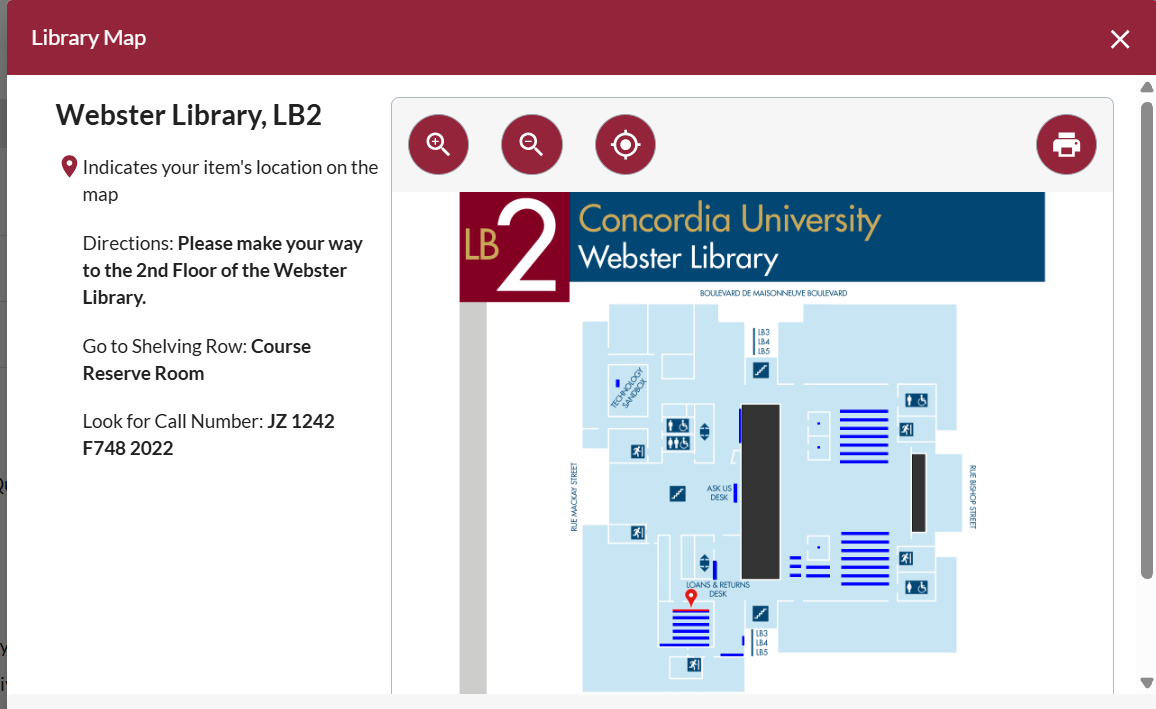 Library Map
Webster Library, LB2
Indicates your item's location on the
map
Directions: Please make your way
to the 2nd Floor of the Webster
Library.
Go to Shelving Row: Course
Reserve Room
Look for Call Number: JZ 1242
F748 2022
LB2
Concordia University
Webster Library
BOULEVARD DE MAISONNEUVE BOULEVARD
LB3
LB4
LB5
TECHNOLOGY
SANDBOX
RUE MACKAY STREET
ASK US
DESK
RUE BISHOP STREET
LOANS & RETURNS
DESK
LB3
LB4
LB5